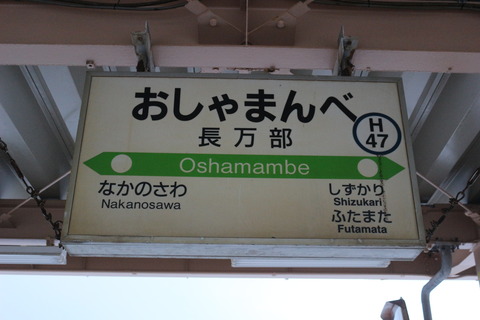 おしゃまんべ
長万部
H
47
Oshamambe
なかのさわ
Nakanosawa
しずかり
Shizukari
ふたまた
Futamata